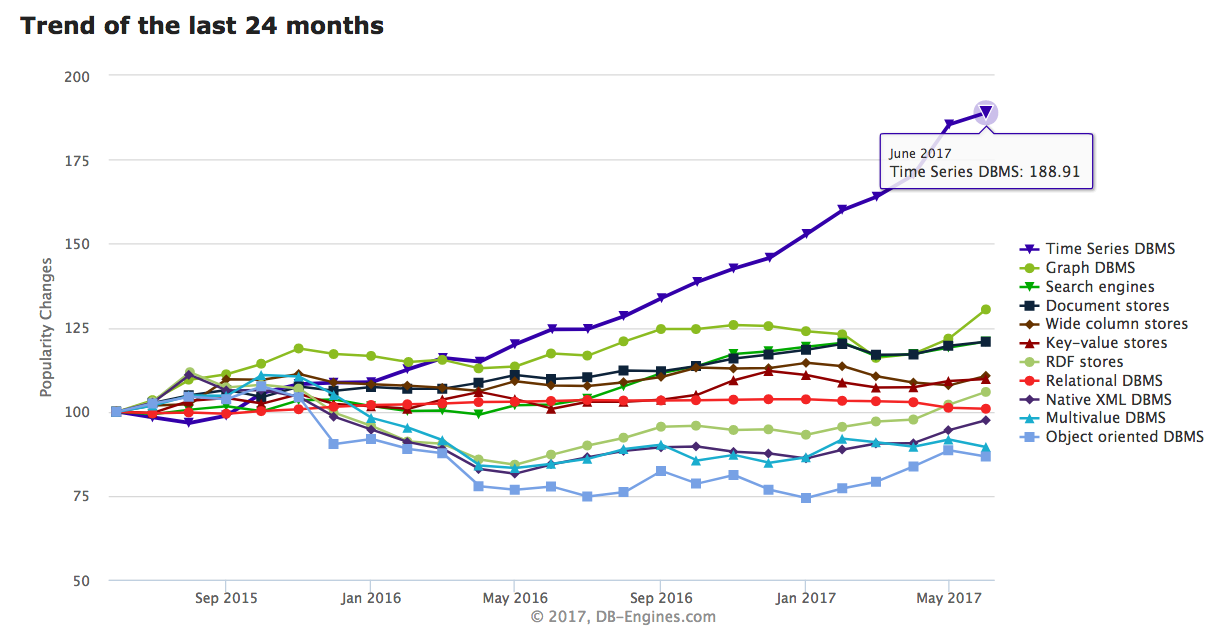 Trend of the last 24 months
200
175
150
125
100
75
50
Popularity Changes
June 2017
Time Series DBMS: 188.91
Time Series DBMS
Graph DBMS
Search engines
Document stores
Wide column stores
Key-value stores
RDF stores
Relational DBMS
Native XML DBMS
Multivalue DBMS
Object oriented DBMS
Sep 2015 Jan 2016 May 2016 Sep 2016 Jan 2017 May 2017
© 2017, DB-Engines.com